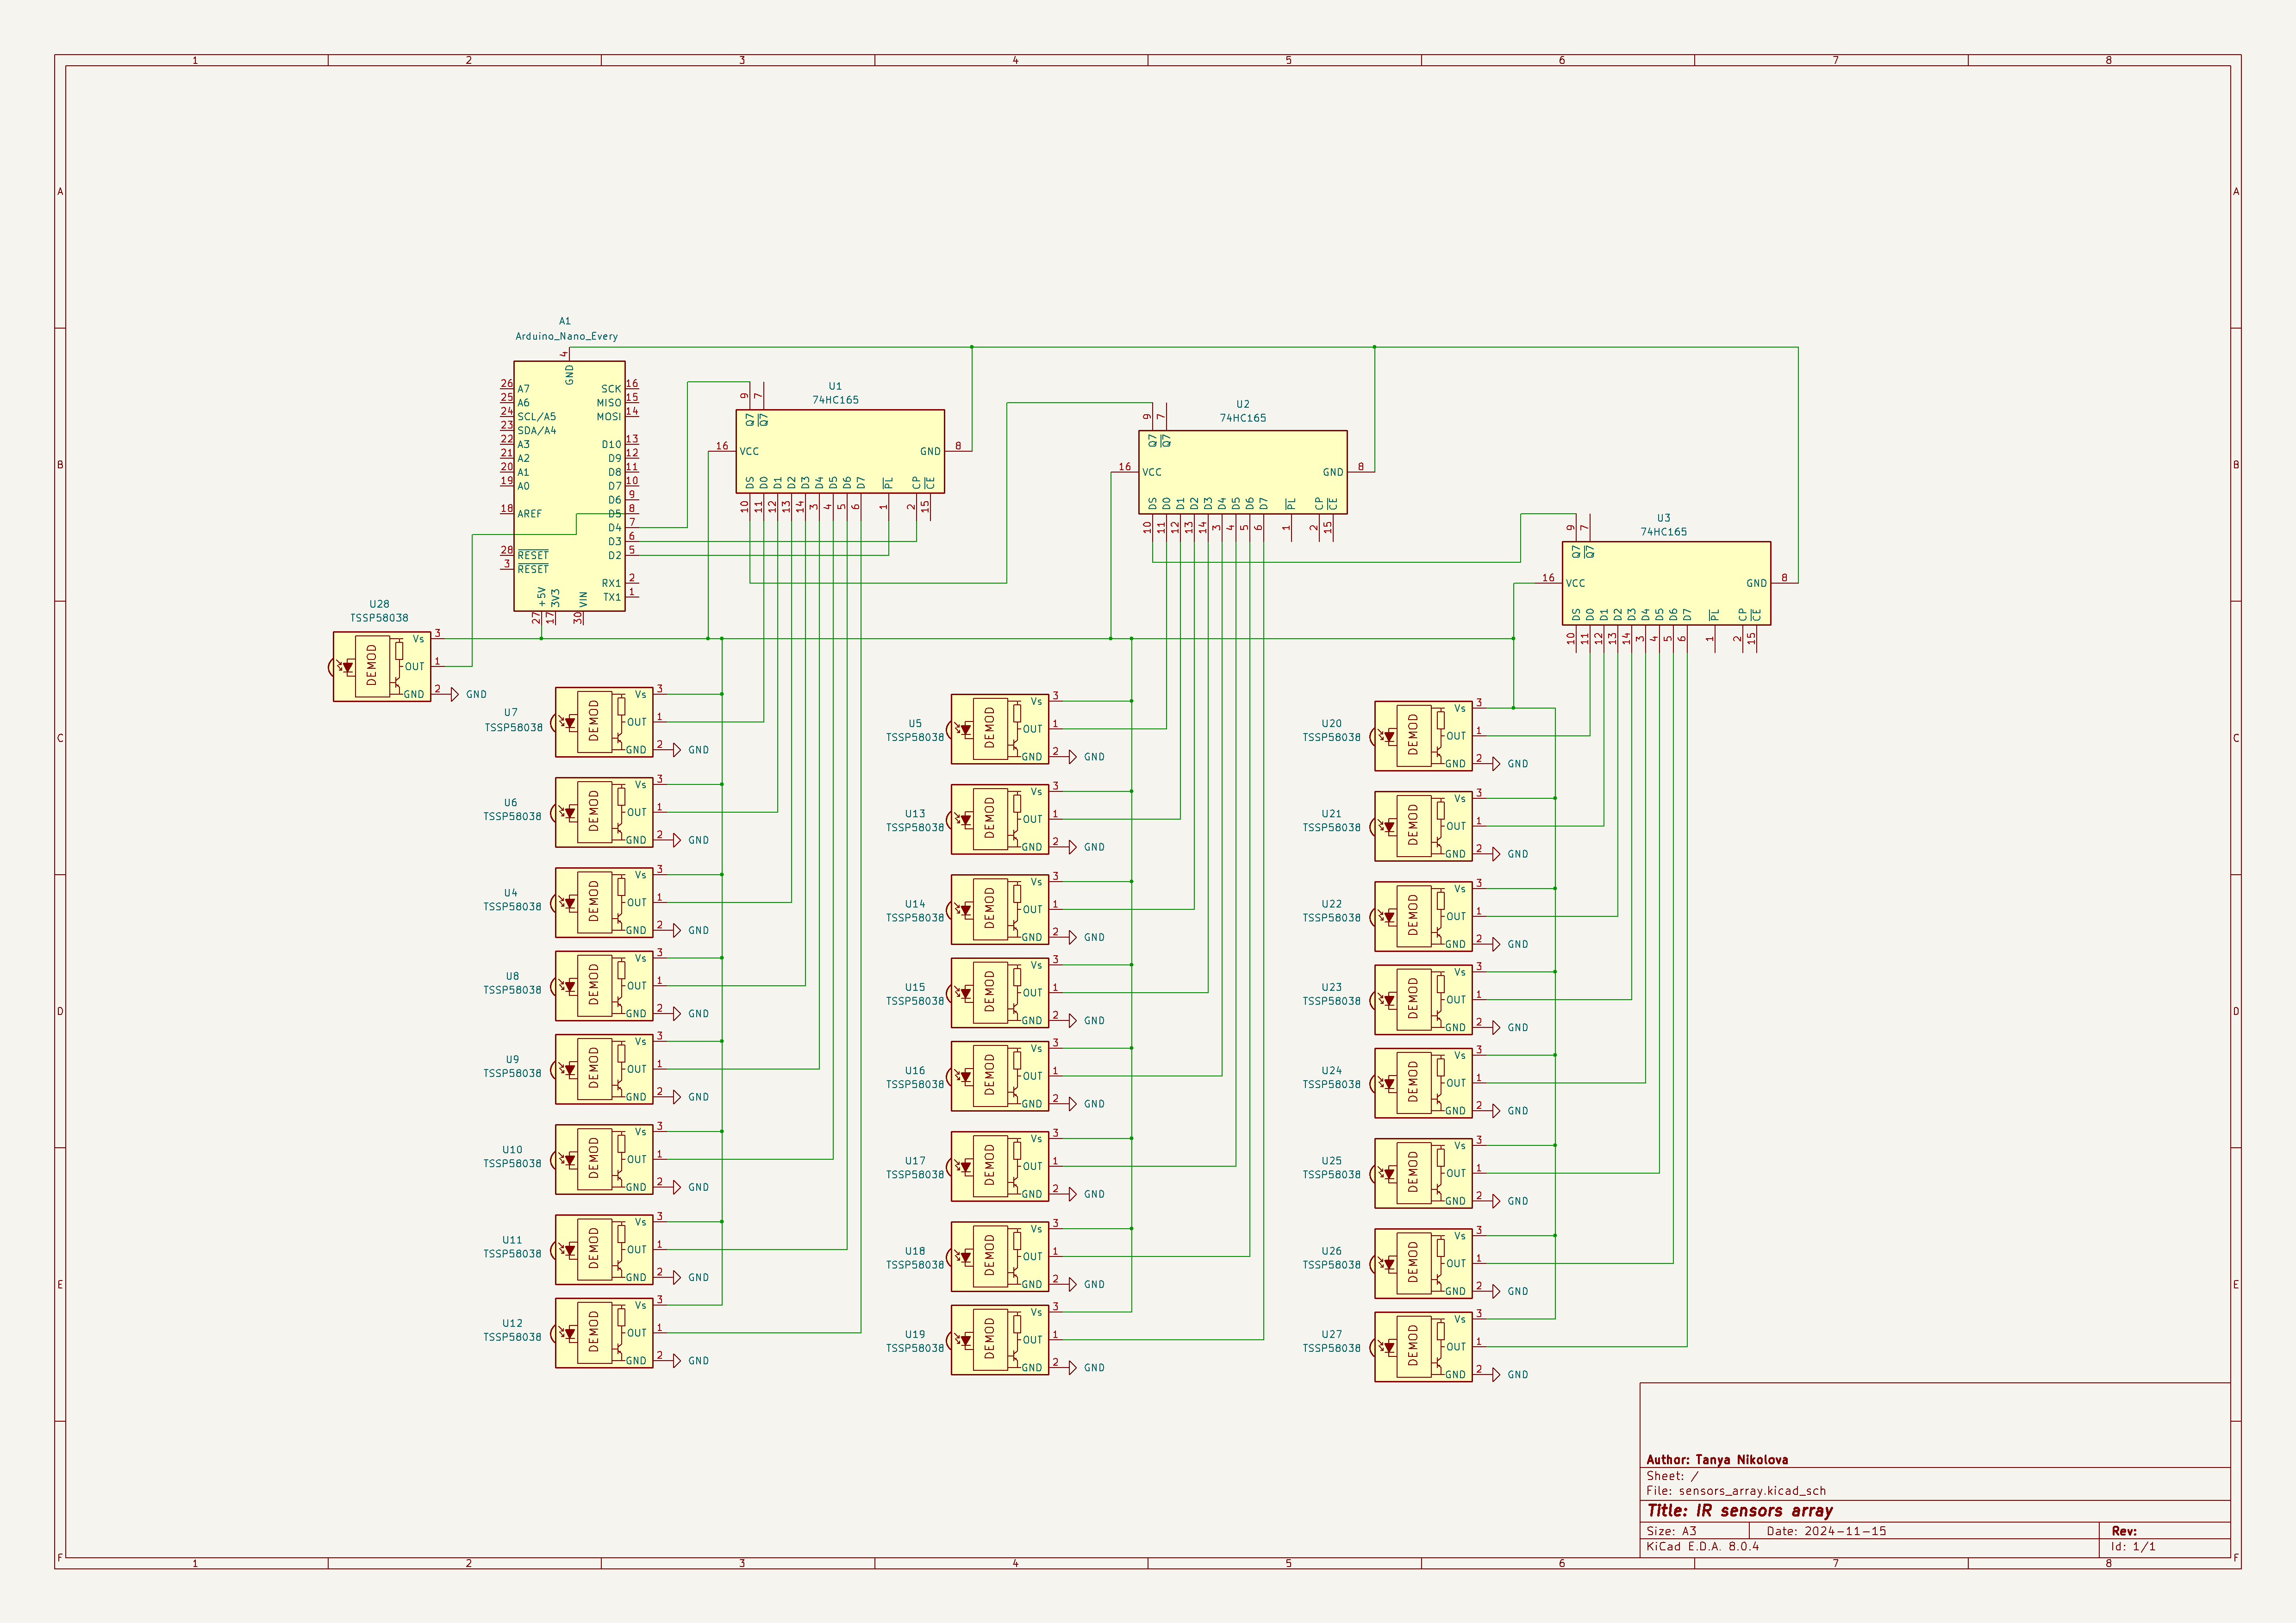 1 2 3 4 5 6 7 8
A A
B B
C C
D D
E E
F F
A1
Arduino_Nano_Every
4
GND
26 A7
25 A6
24 SCL/A5
23 SDA/A4
22 A3
21 A2
20 A1
19 A0
18 AREF
28 RESET
3 RESET
SCK 16
MISO 15
MOSI 14
D10 13
D9 12
D8 11
D7 10
D6 9
D5 8
D4 7
D3 6
D2 5
RX1 2
TX1 1
+5V 3V3 VIN
27 17 30
U1
74HC165
9 7
Q7 Q7
16 VCC GND 8
DS D0 D1 D2 D3 D4 D5 D6 D7 PL CP CE
10 11 12 13 14 3 4 5 6 1 2 15
U2
74HC165
9 7
Q7 Q7
16 VCC GND 8
DS D0 D1 D2 D3 D4 D5 D6 D7 PL CP CE
10 11 12 13 14 3 4 5 6 1 2 15
U3
74HC165
9 7
Q7 Q7
16 VCC GND 8
DS D0 D1 D2 D3 D4 D5 D6 D7 PL CP CE
10 11 12 13 14 3 4 5 6 1 2 15
U28
TSSP58038
DEMOD
Vs 3
OUT 1
GND 2 GND
U7
TSSP58038
DEMOD
Vs 3
OUT 1
GND 2 GND
U6
TSSP58038
DEMOD
Vs 3
OUT 1
GND 2 GND
U4
TSSP58038
DEMOD
Vs 3
OUT 1
GND 2 GND
U8
TSSP58038
DEMOD
Vs 3
OUT 1
GND 2 GND
U9
TSSP58038
DEMOD
Vs 3
OUT 1
GND 2 GND
U10
TSSP58038
DEMOD
Vs 3
OUT 1
GND 2 GND
U11
TSSP58038
DEMOD
Vs 3
OUT 1
GND 2 GND
U12
TSSP58038
DEMOD
Vs 3
OUT 1
GND 2 GND
U5
TSSP58038
DEMOD
Vs 3
OUT 1
GND 2 GND
U13
TSSP58038
DEMOD
Vs 3
OUT 1
GND 2 GND
U14
TSSP58038
DEMOD
Vs 3
OUT 1
GND 2 GND
U15
TSSP58038
DEMOD
Vs 3
OUT 1
GND 2 GND
U16
TSSP58038
DEMOD
Vs 3
OUT 1
GND 2 GND
U17
TSSP58038
DEMOD
Vs 3
OUT 1
GND 2 GND
U18
TSSP58038
DEMOD
Vs 3
OUT 1
GND 2 GND
U19
TSSP58038
DEMOD
Vs 3
OUT 1
GND 2 GND
U20
TSSP58038
DEMOD
Vs 3
OUT 1
GND 2 GND
U21
TSSP58038
DEMOD
Vs 3
OUT 1
GND 2 GND
U22
TSSP58038
DEMOD
Vs 3
OUT 1
GND 2 GND
U23
TSSP58038
DEMOD
Vs 3
OUT 1
GND 2 GND
U24
TSSP58038
DEMOD
Vs 3
OUT 1
GND 2 GND
U25
TSSP58038
DEMOD
Vs 3
OUT 1
GND 2 GND
U26
TSSP58038
DEMOD
Vs 3
OUT 1
GND 2 GND
U27
TSSP58038
DEMOD
Vs 3
OUT 1
GND 2 GND
Author: Tanya Nikolova
Sheet: /
File: sensors_array.kicad_sch
Title: IR sensors array
Size: A3 Date: 2024-11-15 Rev:
KiCad E.D.A. 8.0.4 Id: 1/1
1 2 3 4 5 6 7 8